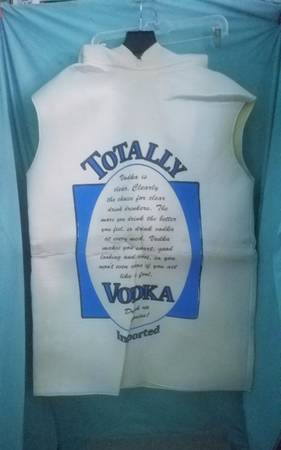 TOTALLY
Vodka is
clear. Clearly
the choice for clear
drink drinkers. The
more you drink the better
you feel, so drink vodka
at every meal. Vodka
makes you smart, good
looking and cool, so you
won't even care if you act
like a fool.
VODKA
Imported